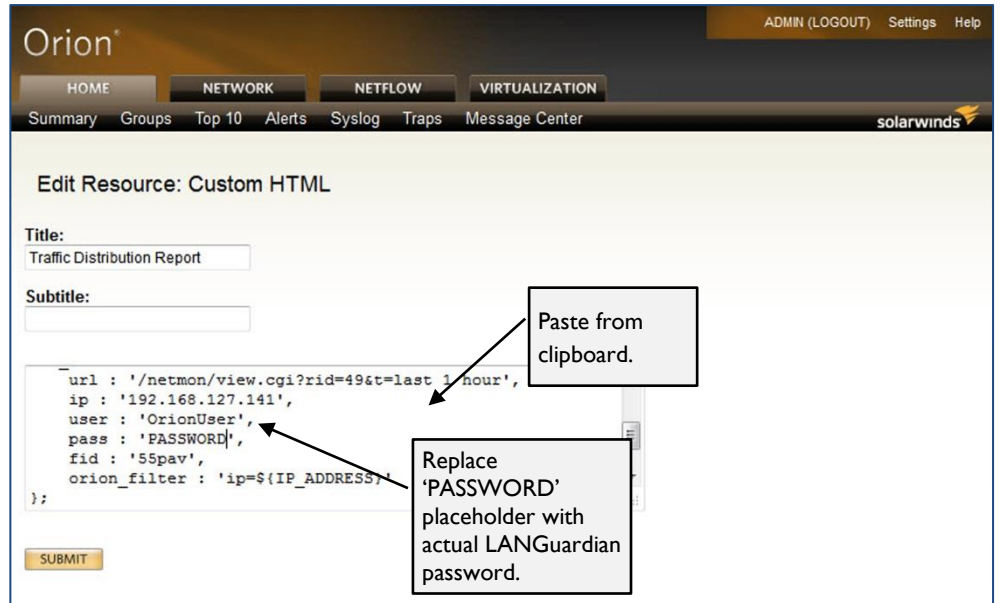 ADMIN (LOGOUT) Settings Help
Orion
HOME NETWORK NETFLOW VIRTUALIZATION
Summary Groups Top 10 Alerts Syslog Traps Message Center
solarwinds
Edit Resource: Custom HTML
Title:
Traffic Distribution Report
Subtitle:
Paste from
clipboard.
url : '/netmon/view.cgi?rid=49&t=last 1 hour',
ip : '192.168.127.141',
user : 'OrionUser',
pass : 'PASSWORD',
fid : '55pav',
orion_filter : 'ip=${IP_ADDRESS}'
};
Replace
‘PASSWORD’
placeholder with
actual LANGuardian
password.
SUBMIT